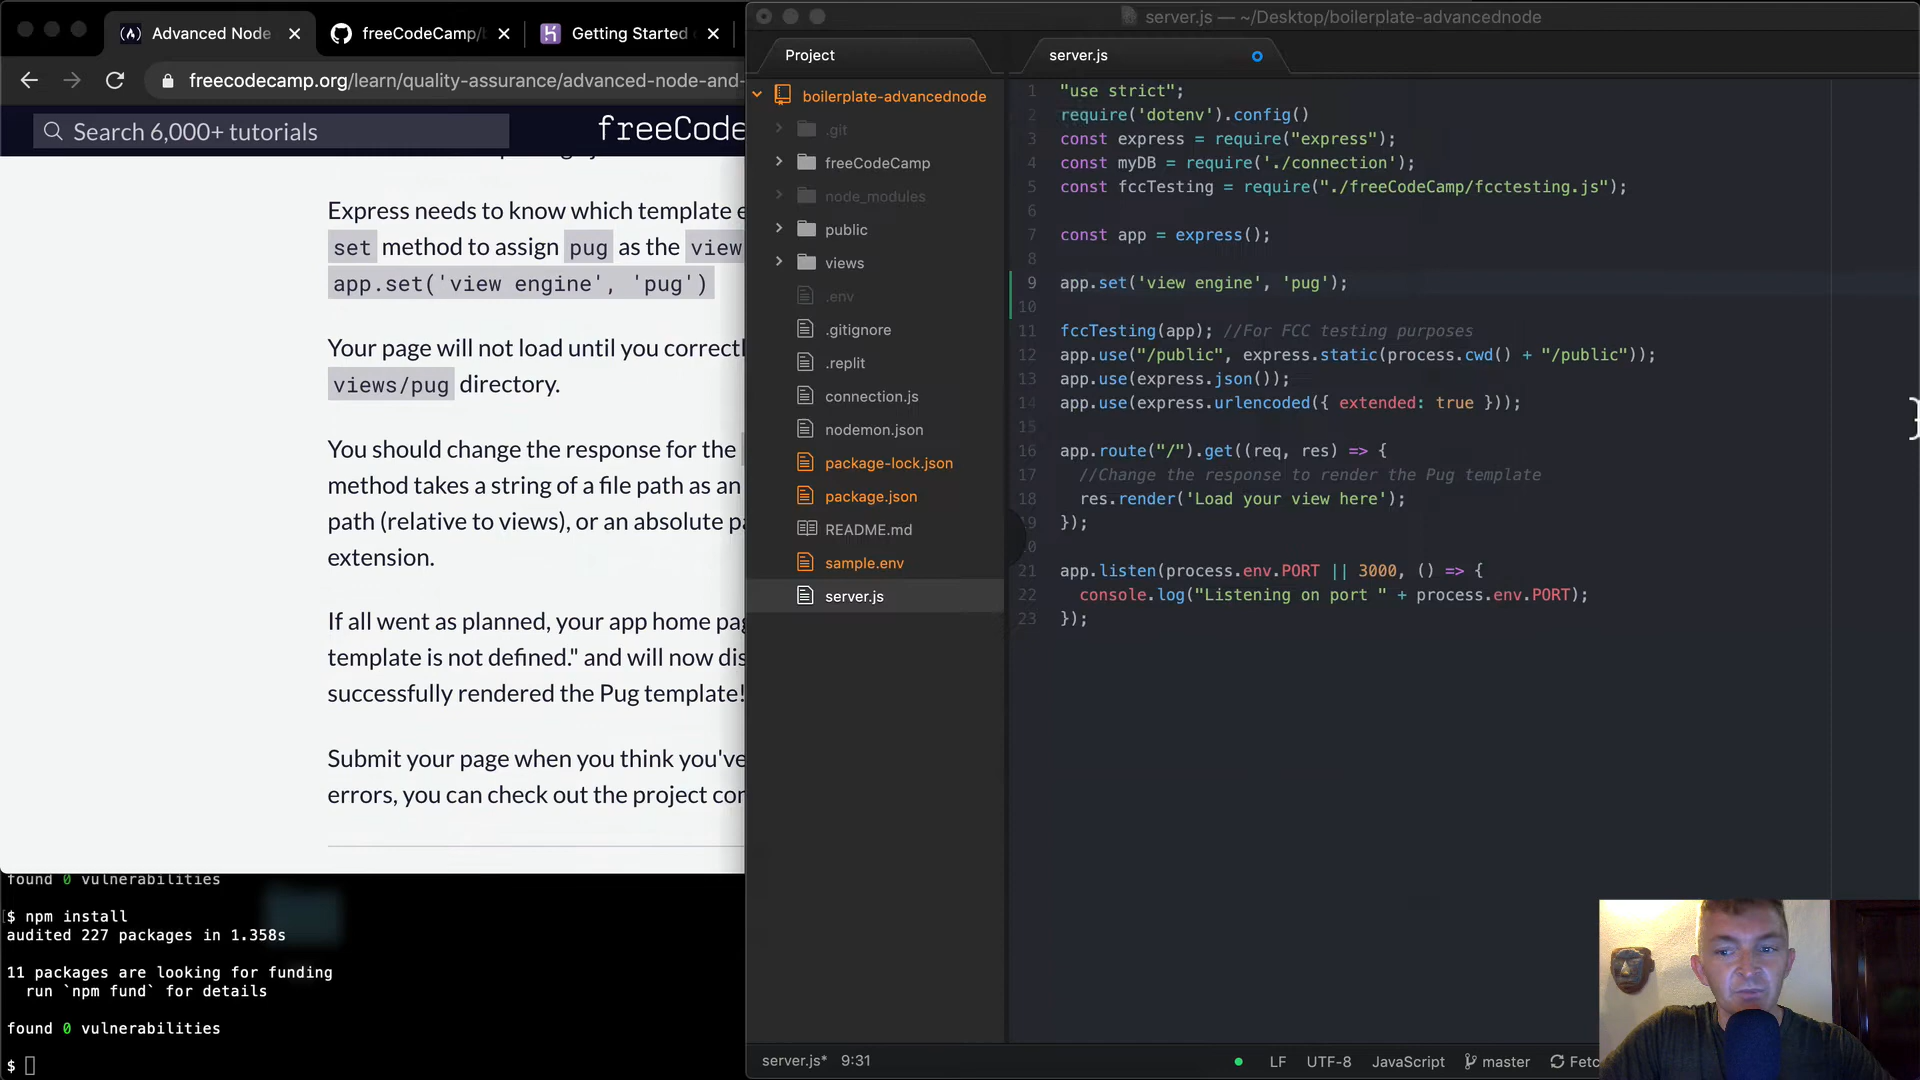 Advanced Node
freeCodeCamp/
Getting Started
freecodecamp.org/learn/quality-assurance/advanced-node-and-
Search 6,000+ tutorials
freeCode
Express needs to know which template e
set method to assign pug as the view
app.set('view engine', 'pug')
Your page will not load until you correctl
views/pug directory.
You should change the response for the
method takes a string of a file path as an
path (relative to views), or an absolute pa
extension.
If all went as planned, your app home pag
template is not defined." and will now dis
successfully rendered the Pug template!
Submit your page when you think you've
errors, you can check out the project con
found 0 vulnerabilities
$ npm install
audited 227 packages in 1.358s
11 packages are looking for funding
run `npm fund` for details
found 0 vulnerabilities
$
server.js — ~/Desktop/boilerplate-advancednode
Project
boilerplate-advancednode
.git
freeCodeCamp
node_modules
public
views
.env
.gitignore
.replit
connection.js
nodemon.json
package-lock.json
package.json
README.md
sample.env
server.js
server.js
1 "use strict";
2 require('dotenv').config()
3 const express = require("express");
4 const myDB = require('./connection');
5 const fccTesting = require("./freeCodeCamp/fcctesting.js");
6
7 const app = express();
8
9 app.set('view engine', 'pug');
10
11 fccTesting(app); //For FCC testing purposes
12 app.use("/public", express.static(process.cwd() + "/public"));
13 app.use(express.json());
14 app.use(express.urlencoded({ extended: true }));
15
16 app.route("/").get((req, res) => {
17 //Change the response to render the Pug template
18 res.render('Load your view here');
19 });
20
21 app.listen(process.env.PORT || 3000, () => {
22 console.log("Listening on port " + process.env.PORT);
23 });
server.js* 9:31
LF UTF-8 JavaScript master Fetc